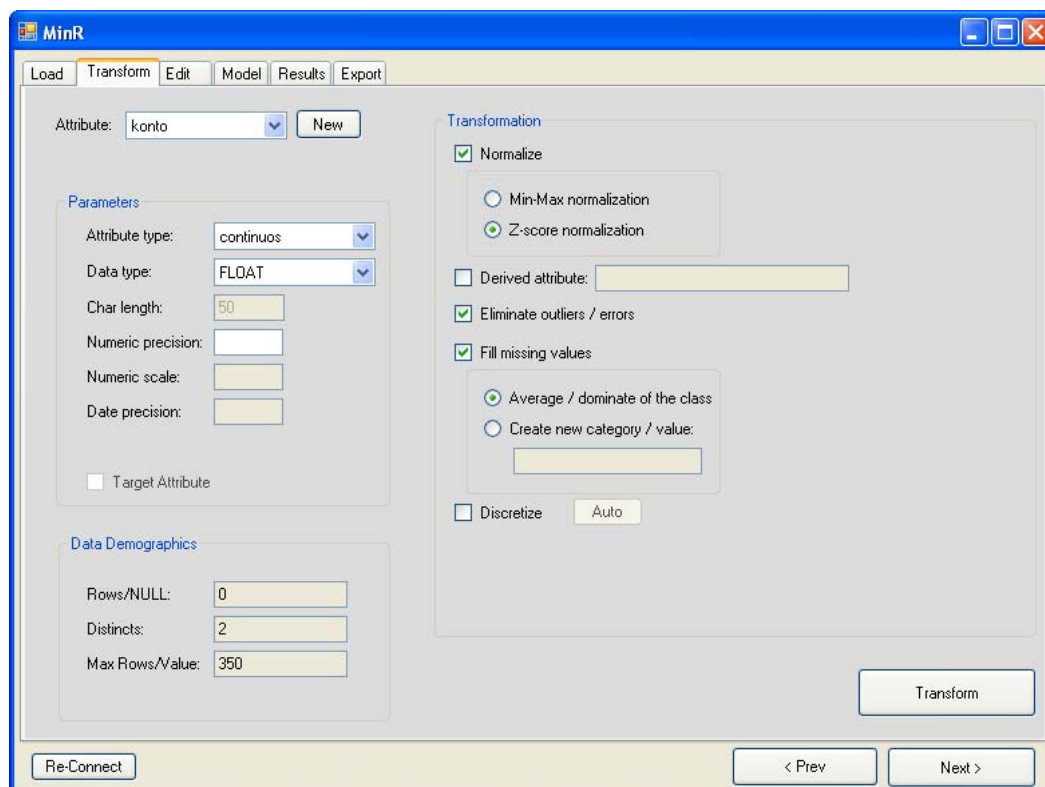 MinR
Load Transform Edit Model Results Export
Attribute: konto New
Parameters
Attribute type: continuos
Data type: FLOAT
Char length: 50
Numeric precision:
Numeric scale:
Date precision:
Target Attribute
Data Demographics
Rows/NULL: 0
Distincts: 2
Max Rows/Value: 350
Transformation
Normalize
Min-Max normalization
Z-score normalization
Derived attribute:
Eliminate outliers / errors
Fill missing values
Average / dominate of the class
Create new category / value:
Discretize Auto
Transform
Re-Connect < Prev Next >